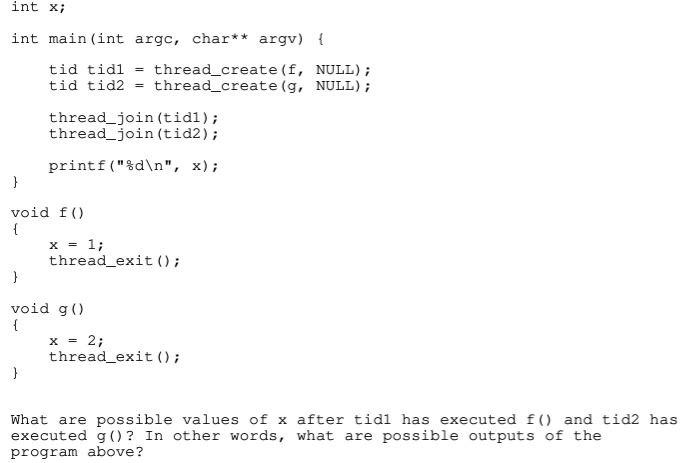 int x;
int main(int argc, char** argv) {
    tid tid1 = thread_create(f, NULL);
    tid tid2 = thread_create(g, NULL);
    thread_join(tid1);
    thread_join(tid2);
    printf("%d\n", x);
}
void f()
{
    x = 1;
    thread_exit();
}
void g()
{
    x = 2;
    thread_exit();
}
What are possible values of x after tid1 has executed f() and tid2 has
executed g()? In other words, what are possible outputs of the
program above?